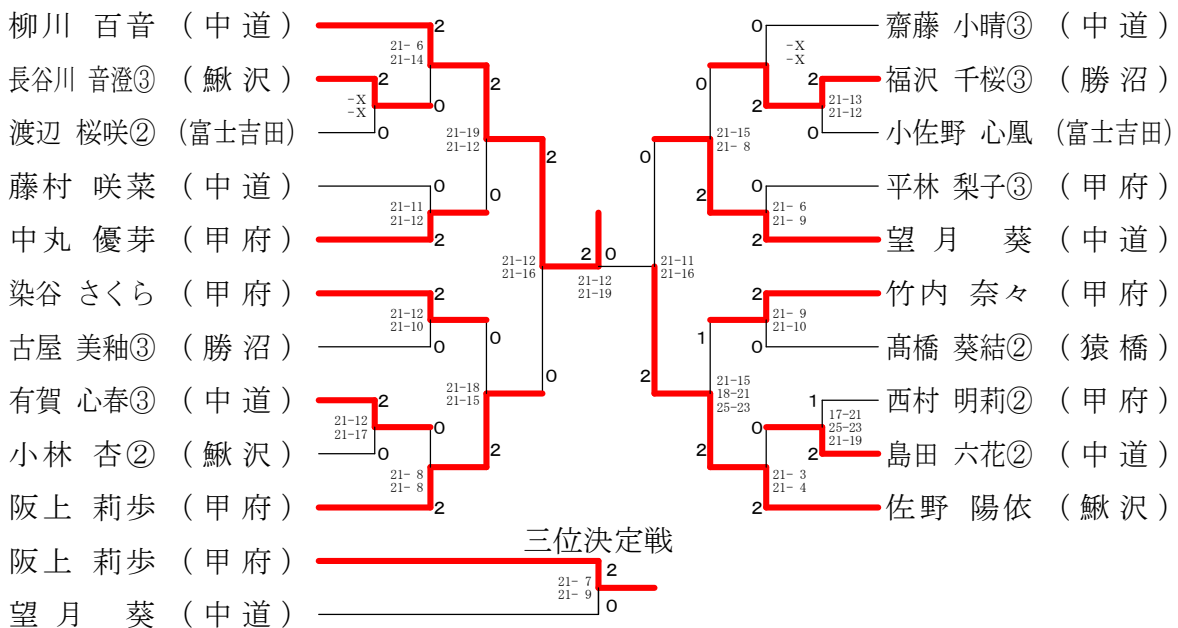 柳川 百音 (中道)
長谷川 音澄③ (鰍沢)
渡辺 桜咲② (富士吉田)
藤村 咲菜 (中道)
中丸 優芽 (甲府)
染谷 さくら (甲府)
古屋 美釉③ (勝沼)
有賀 心春③ (中道)
小林 杏② (鰍沢)
阪上 莉歩 (甲府)
2
21- 6
21-14
0
2
-X
-X
0
2
21-19
21-12
0
0
21-11
21-12
2
2
21-12
21-16
0
2
21-12
21-10
0
0
21-18
21-15
2
2
21-12
21-17
0
0
21- 8
21- 8
2
2 0
21-12
21-19
齋藤 小晴③ (中道)
福沢 千桜③ (勝沼)
小佐野 心凰 (富士吉田)
平林 梨子③ (甲府)
望月 葵 (中道)
竹内 奈々 (甲府)
髙橋 葵結② (猿橋)
西村 明莉② (甲府)
島田 六花② (中道)
佐野 陽依 (鰍沢)
0
-X
-X
2
2
21-13
21-12
0
0
21-15
21- 8
2
0
21- 6
21- 9
2
0
21-11
21-16
2
2
21- 9
21-10
0
1
21-15
18-21
25-23
2
1
17-21
25-23
21-19
2
0
21- 3
21- 4
2
三位決定戦
阪上 莉歩 (甲府)
望月 葵 (中道)
2
21- 7
21- 9
0